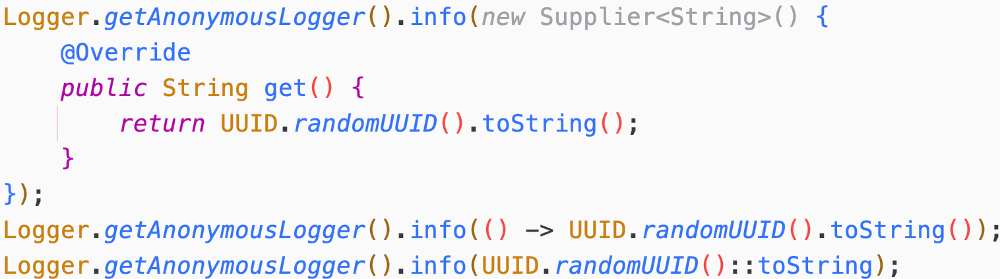 Logger.getAnonymousLogger().info(new Supplier<String>() {
    @Override
    public String get() {
        return UUID.randomUUID().toString();
    }
});
Logger.getAnonymousLogger().info(() -> UUID.randomUUID().toString());
Logger.getAnonymousLogger().info(UUID.randomUUID()::toString);